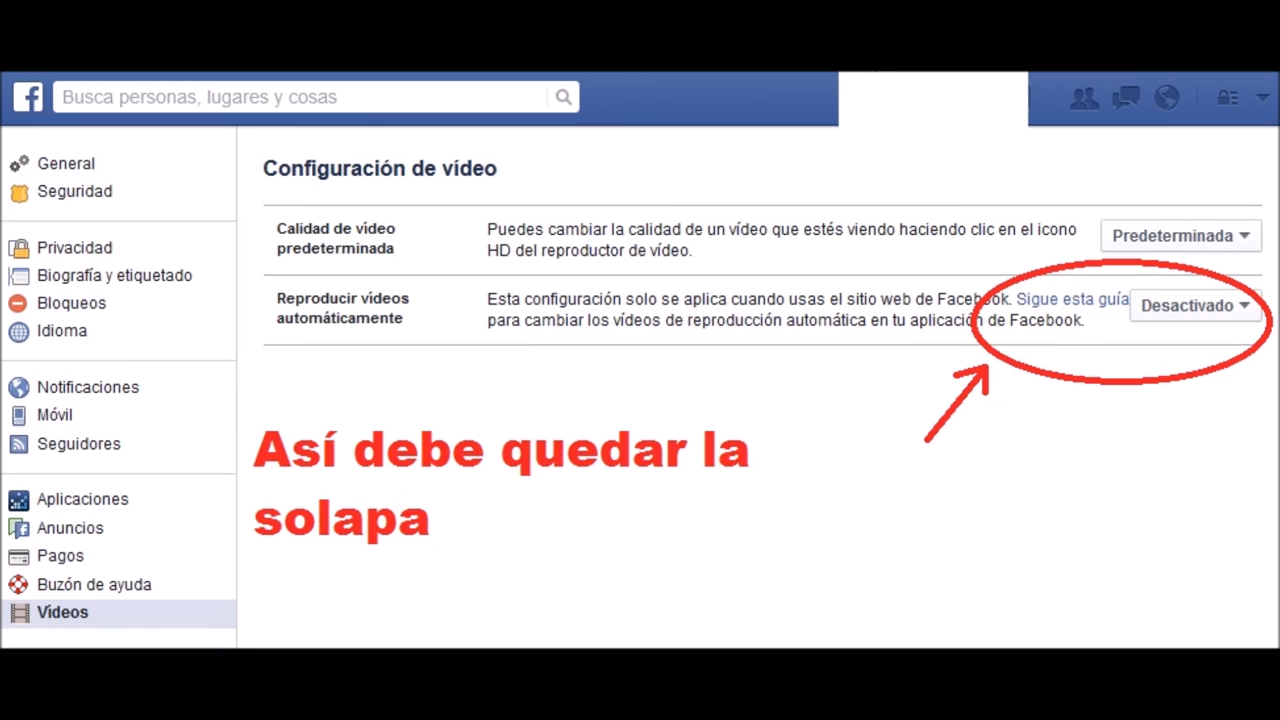 Busca personas, lugares y cosas
General
Seguridad
Privacidad
Biografía y etiquetado
Bloqueos
Idioma
Notificaciones
Móvil
Seguidores
Aplicaciones
Anuncios
Pagos
Buzón de ayuda
Vídeos
Configuración de vídeo
Calidad de vídeo
predeterminada
Puedes cambiar la calidad de un vídeo que estés viendo haciendo clic en el icono
HD del reproductor de vídeo.
Predeterminada
Reproducir vídeos
automáticamente
Esta configuración solo se aplica cuando usas el sitio web de Facebook. Sigue esta guía
para cambiar los vídeos de reproducción automática en tu aplicación de Facebook.
Desactivado
Así debe quedar la
solapa